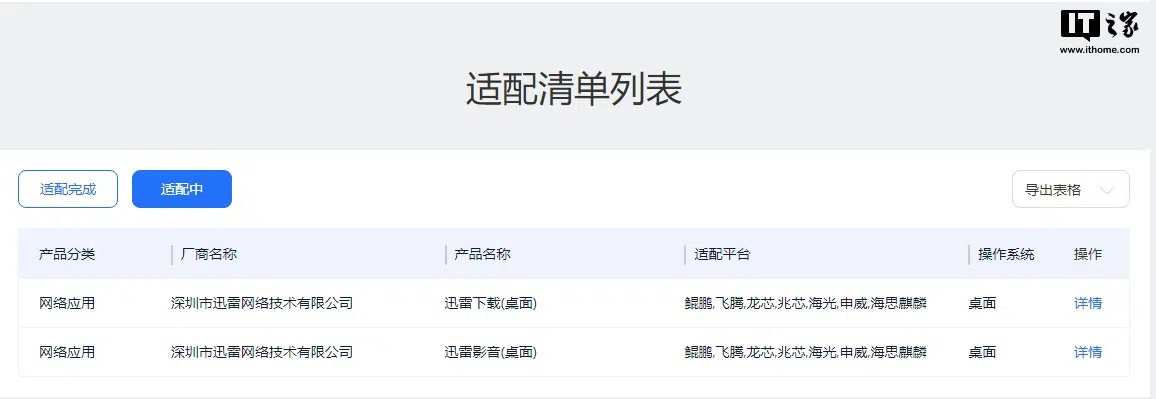 IT之家
www.ithome.com
适配清单列表
适配完成 适配中 导出表格
产品分类 厂商名称 产品名称 适配平台 操作系统 操作
网络应用 深圳市迅雷网络技术有限公司 迅雷下载(桌面) 鲲鹏,飞腾,龙芯,兆芯,海光,申威,海思麒麟 桌面 详情
网络应用 深圳市迅雷网络技术有限公司 迅雷影音(桌面) 鲲鹏,飞腾,龙芯,兆芯,海光,申威,海思麒麟 桌面 详情